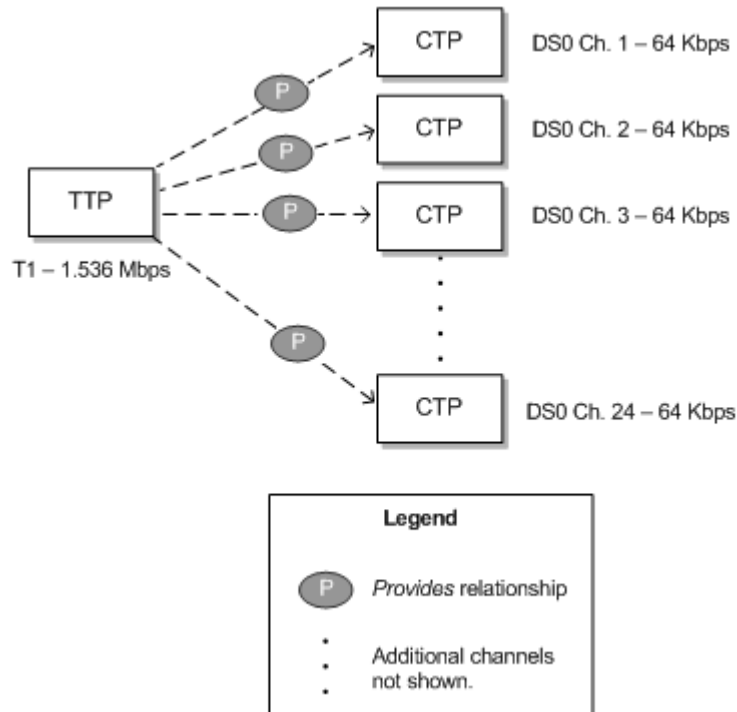 CTP
DS0 Ch. 1 – 64 Kbps
P
CTP
DS0 Ch. 2 – 64 Kbps
P
TTP
P
CTP
DS0 Ch. 3 – 64 Kbps
T1 – 1.536 Mbps
P
CTP
DS0 Ch. 24 – 64 Kbps
Legend
P
Provides relationship
Additional channels
not shown.